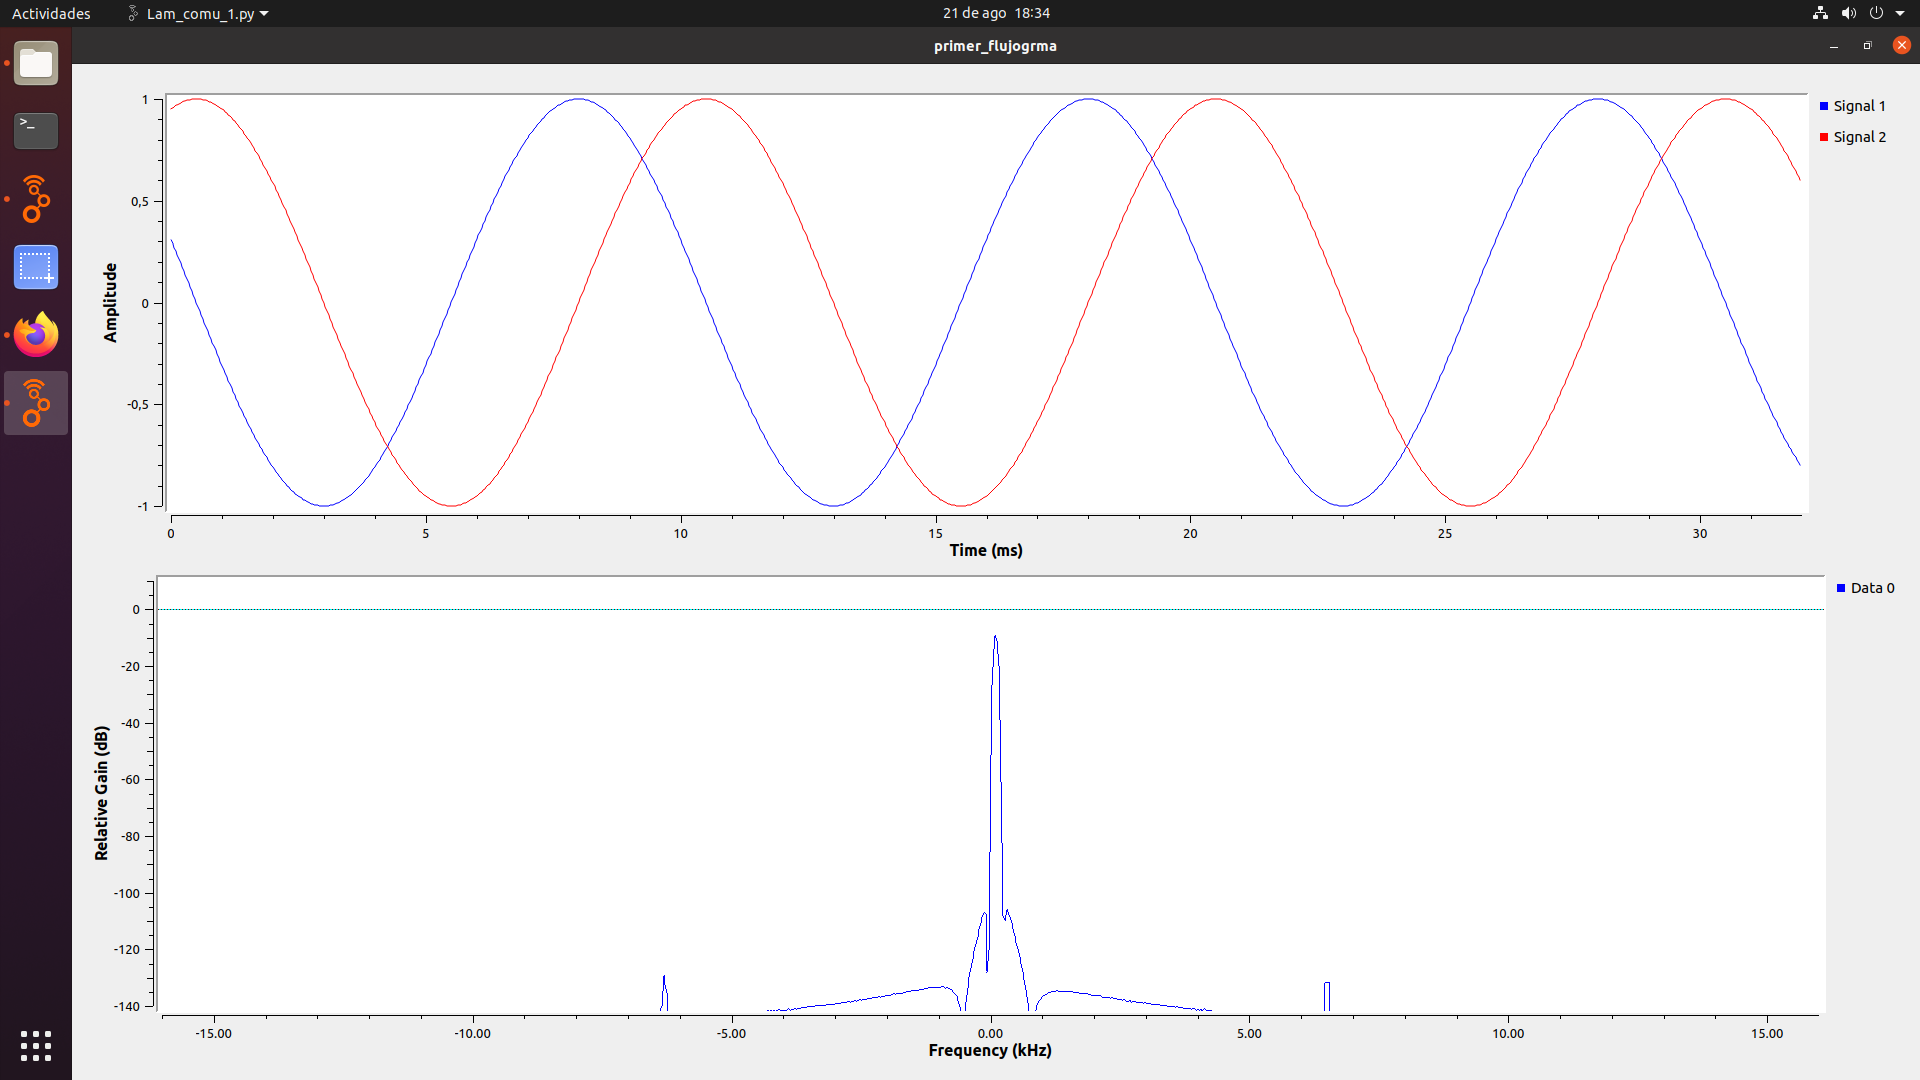 Actividades
Lam_comu_1.py
21 de ago 18:34
primer_flujogrma
>_
1
0,5
0
-0,5
-1
Amplitude
0 5 10 15 20 25 30
Time (ms)
Signal 1
Signal 2
0
-20
-40
-60
-80
-100
-120
-140
Relative Gain (dB)
-15.00 -10.00 -5.00 0.00 5.00 10.00 15.00
Frequency (kHz)
Data 0